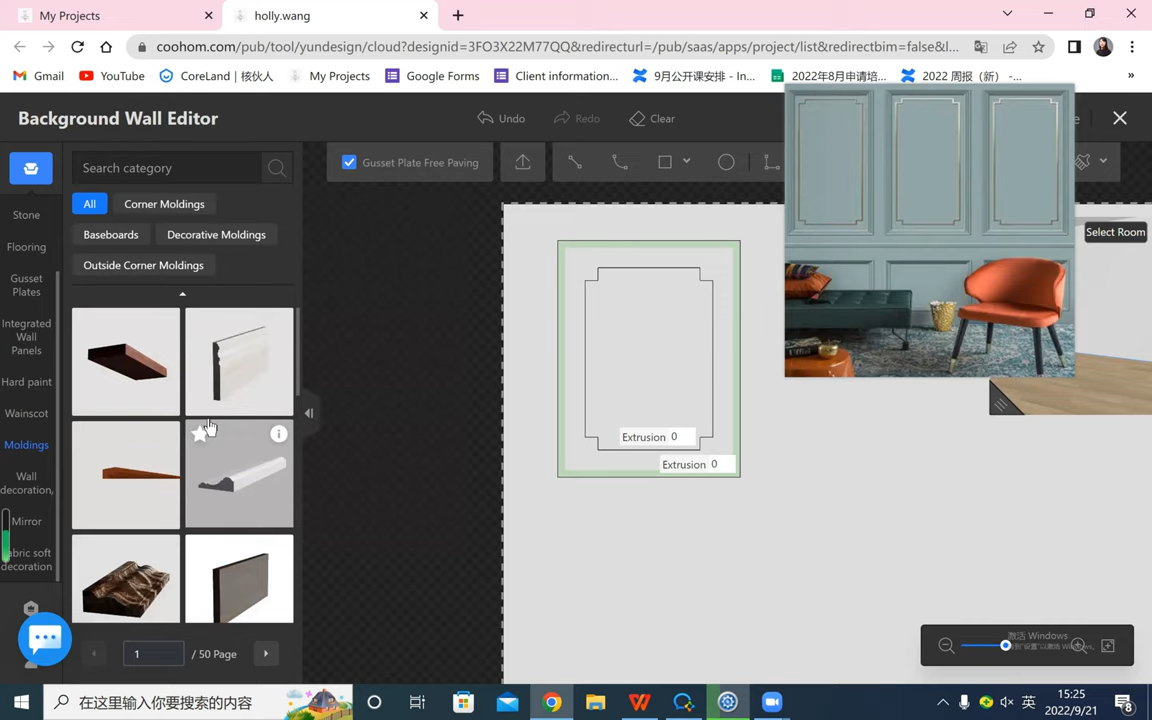 My Projects
holly.wang
coohom.com/pub/tool/yundesign/cloud?designid=3FO3X22M77QQ&redirecturl=/pub/saas/apps/project/list&redirectbim=false&l...
Gmail
YouTube
CoreLand | 核伙人
My Projects
Google Forms
Client information...
9月公开课安排 - In...
2022年8月申请培...
2022 周报（新） -...
»
Background Wall Editor
Undo
Redo
Clear
Search category
Gusset Plate Free Paving
All
Corner Moldings
Baseboards
Decorative Moldings
Outside Corner Moldings
Stone
Flooring
Gusset
Plates
Integrated
Wall
Panels
Hard paint
Wainscot
Moldings
Wall
decoration,
Mirror
abric soft
decoration
Select Room
Extrusion 0
Extrusion 0
1 / 50 Page
激活 Windows
在这里输入你要搜索的内容
英
15:25
2022/9/21
8